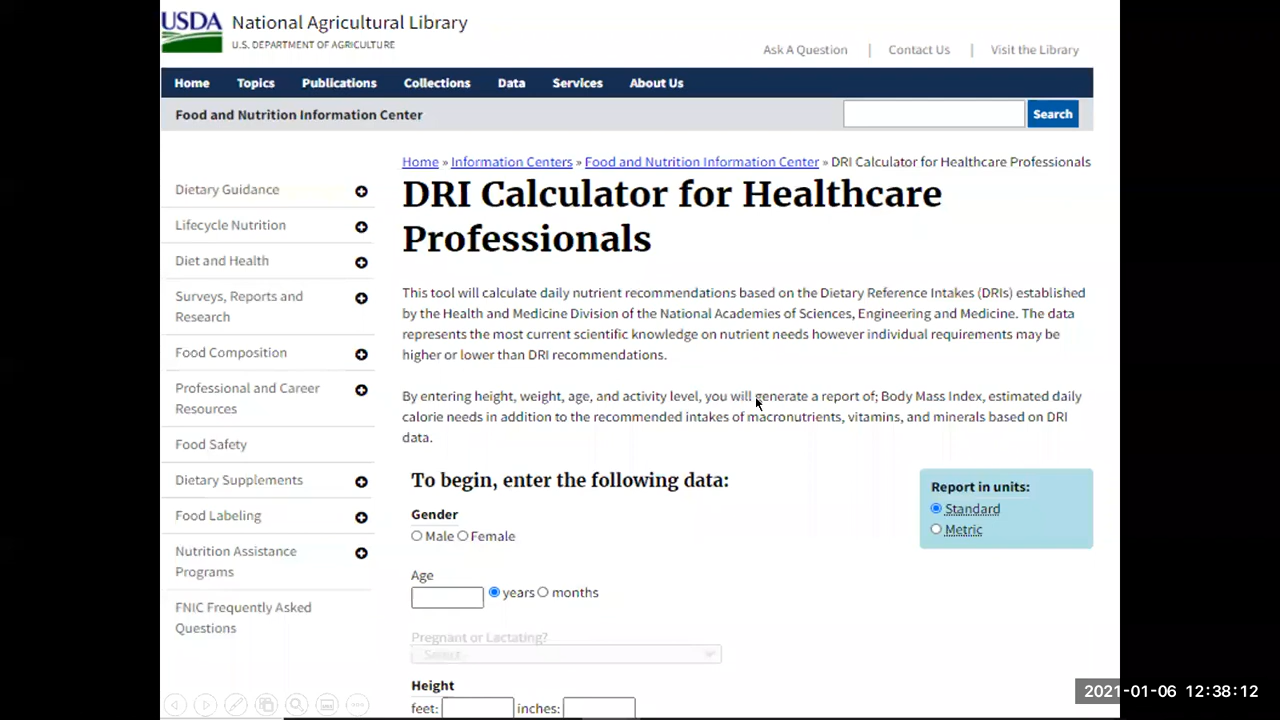 USDA
National Agricultural Library
U.S. DEPARTMENT OF AGRICULTURE
Ask A Question | Contact Us | Visit the Library
Home Topics Publications Collections Data Services About Us
Food and Nutrition Information Center
Search
Home » Information Centers » Food and Nutrition Information Center » DRI Calculator for Healthcare Professionals
Dietary Guidance
Lifecycle Nutrition
Diet and Health
Surveys, Reports and
Research
Food Composition
Professional and Career
Resources
Food Safety
Dietary Supplements
Food Labeling
Nutrition Assistance
Programs
FNIC Frequently Asked
Questions
DRI Calculator for Healthcare
Professionals
This tool will calculate daily nutrient recommendations based on the Dietary Reference Intakes (DRIs) established
by the Health and Medicine Division of the National Academies of Sciences, Engineering and Medicine. The data
represents the most current scientific knowledge on nutrient needs however individual requirements may be
higher or lower than DRI recommendations.
By entering height, weight, age, and activity level, you will generate a report of; Body Mass Index, estimated daily
calorie needs in addition to the recommended intakes of macronutrients, vitamins, and minerals based on DRI
data.
To begin, enter the following data:
Gender
Male Female
Age
years months
Pregnant or Lactating?
Select
Height
feet: inches:
Report in units:
Standard
Metric
2021-01-06 12:38:12